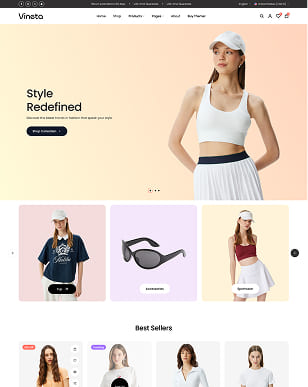 Vineta
Home Shop Products Pages About Buy Theme!
Style
Redefined
Discover the latest trends in fashion that speak your style.
Shop Collection
Top
Accessories
Sportswear
Best Sellers